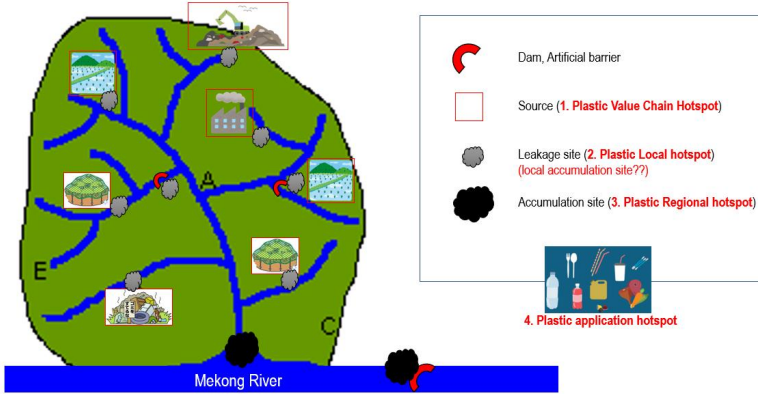 A
E
C
Mekong River
Dam, Artificial barrier
Source (1. Plastic Value Chain Hotspot)
Leakage site (2. Plastic Local hotspot)
(local accumulation site??)
Accumulation site (3. Plastic Regional hotspot)
4. Plastic application hotspot